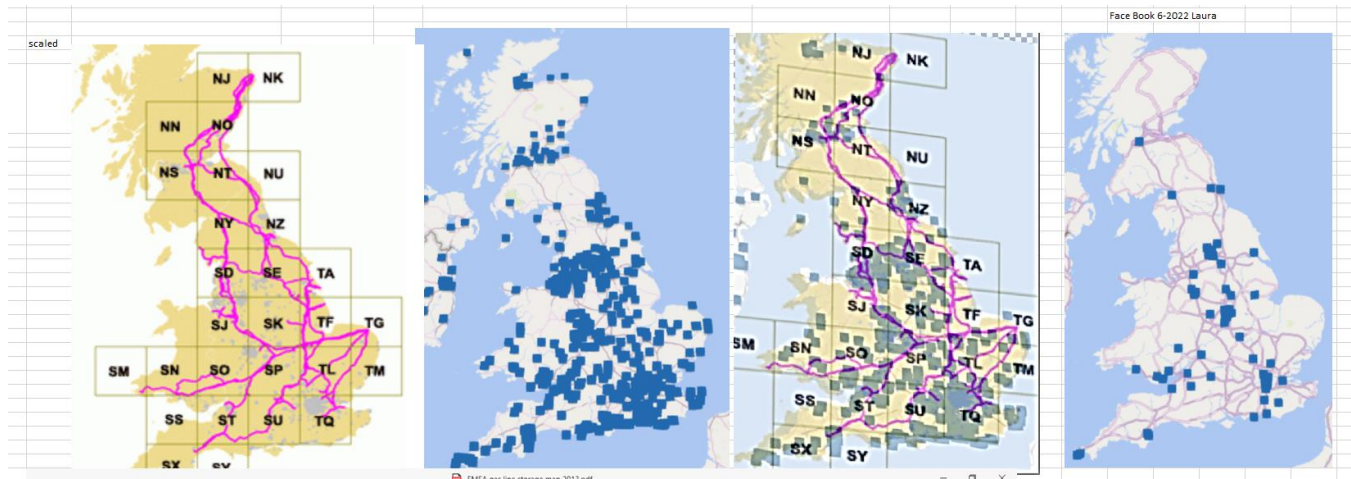 Face Book 6-2022 Laura
scaled
NJ NK
NN NO
NS NT NU
NY NZ
SD SE TA
SJ SK TF TG
SM SN SO SP TL TM
SS ST SU TQ
SX SY
NJ NK
NN NO
NS NT NU
NY NZ
SD SE TA
SJ SK TF TG
SM SN SO SP TL TM
SS ST SU TQ
SX SY